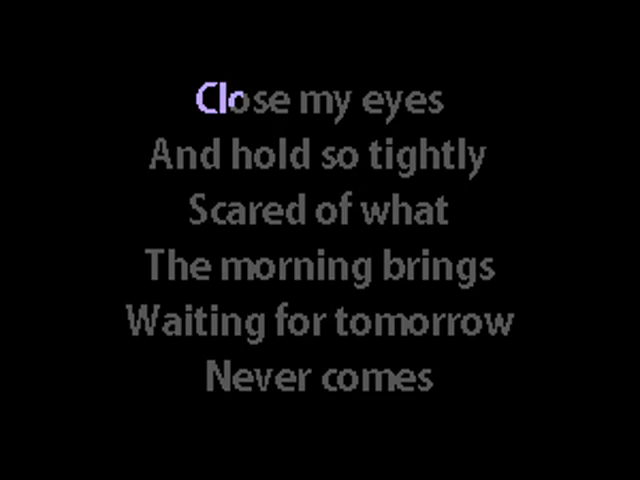 Close my eyes
And hold so tightly
Scared of what
The morning brings
Waiting for tomorrow
Never comes